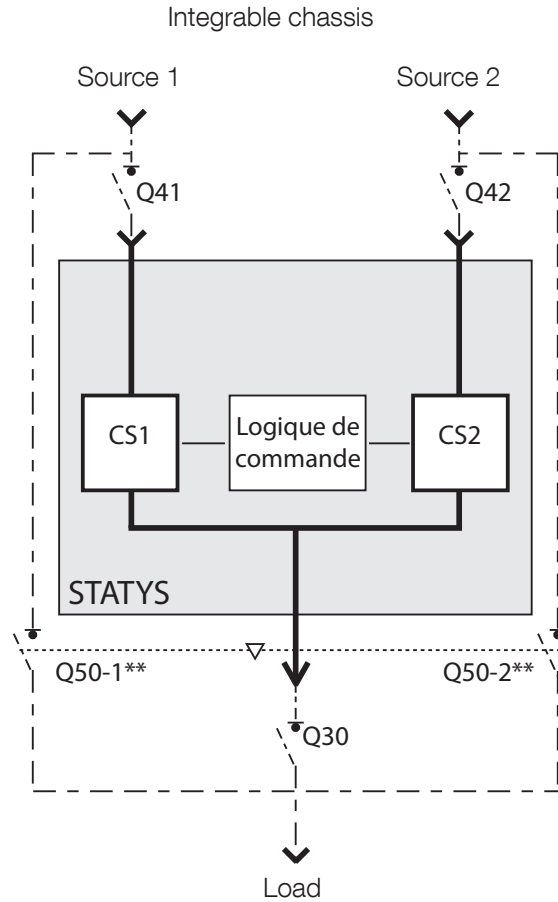 Integrable chassis
Source 1
Source 2
Q41
Q42
CS1
Logique de
commande
CS2
STATYS
Q50-1**
Q50-2**
Q30
Load